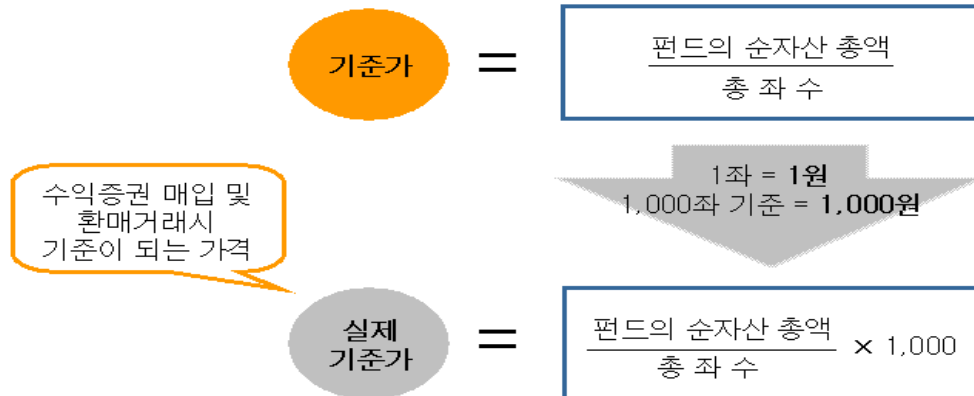 기준가
=
펀드의 순자산 총액
총 좌 수
1좌 = 1원
1,000좌 기준 = 1,000원
수익증권 매입 및
환매거래시
기준이 되는 가격
실제
기준가
=
펀드의 순자산 총액
총 좌 수
× 1,000